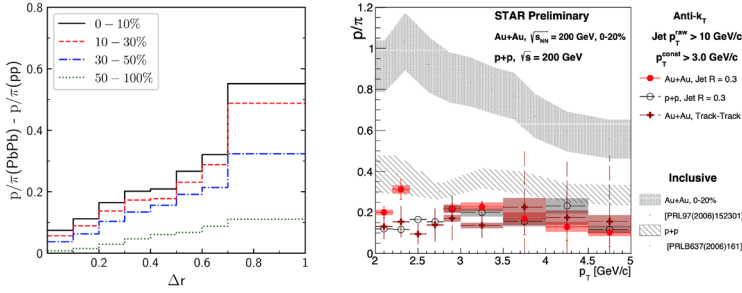 0 − 10%
10 − 30%
30 − 50%
50 − 100%
p/π(PbPb) - p/π(pp)
0.8
0.6
0.4
0.2
0.0
0.2
0.4
0.6
0.8
1
Δr
STAR Preliminary
Au+Au, √s_NN = 200 GeV, 0-20%
p+p, √s = 200 GeV
p/π
1.2
1
0.8
0.6
0.4
0.2
0
2
2.5
3
3.5
4
4.5
5
p_T [GeV/c]
Anti-k_T
Jet p_T^raw > 10 GeV/c
p_T^const > 3.0 GeV/c
Au+Au, Jet R = 0.3
p+p, Jet R = 0.3
Au+Au, Track-Track
Inclusive
Au+Au, 0-20%
[PRL97(2006)152301]
p+p
[PRLB637(2006)161]